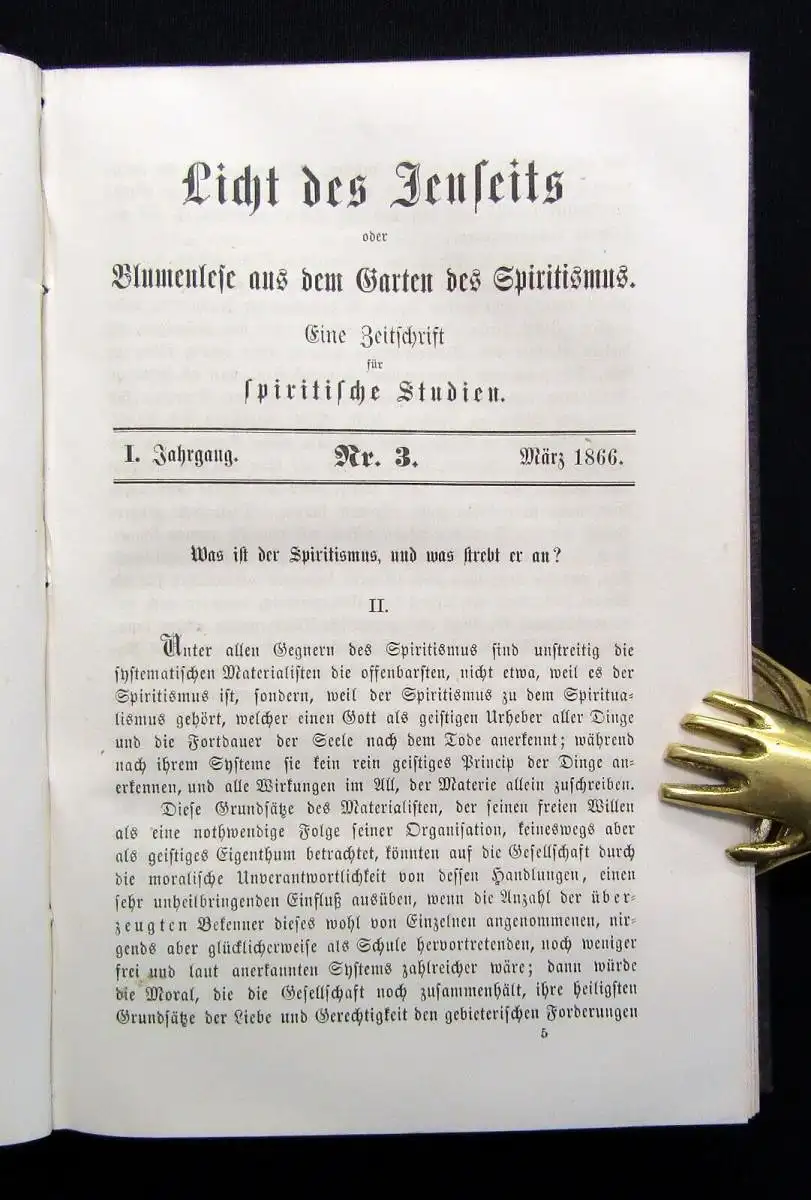 Licht des Jenseits
oder
Blumenlese aus dem Garten des Spiritismus.
Eine Zeitschrift
für
spiritische Studien.
I. Jahrgang. Nr. 3. März 1866.
Was ist der Spiritismus, und was strebt er an?
II.
Unter allen Gegnern des Spiritismus sind unstreitig die
systematischen Materialisten die offenbarsten, nicht etwa, weil es der
Spiritismus ist, sondern, weil der Spiritismus zu dem Spiritua-
lismus gehört, welcher einen Gott als geistigen Urheber aller Dinge
und die Fortdauer der Seele nach dem Tode anerkennt; während
nach ihrem Systeme sie kein rein geistiges Princip der Dinge an-
erkennen, und alle Wirkungen im All, der Materie allein zuschreiben.
Diese Grundsätze des Materialisten, der seinen freien Willen
als eine nothwendige Folge seiner Organisation, keineswegs aber
als geistiges Eigenthum betrachtet, könnten auf die Gesellschaft durch
die moralische Unverantwortlichkeit von dessen Handlungen, einen
sehr unheilbringenden Einfluß ausüben, wenn die Anzahl der über-
zeugten Bekenner dieses wohl von Einzelnen angenommenen, nir-
gends aber glücklicherweise als Schule hervortretenden, noch weniger
frei und laut anerkannten Systems zahlreicher wäre; dann würde
die Moral, die die Gesellschaft noch zusammenhält, ihre heiligsten
Grundsätze der Liebe und Gerechtigkeit den gebieterischen Forderungen
5